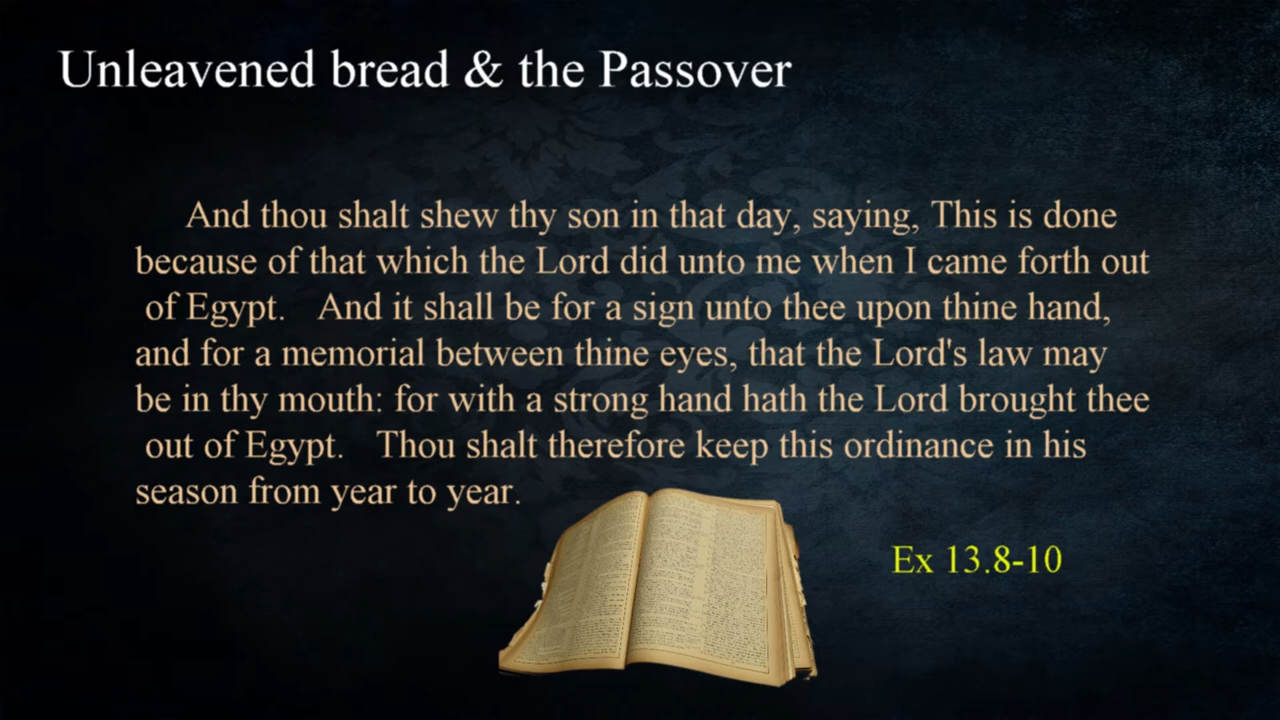 Unleavened bread & the Passover
And thou shalt shew thy son in that day, saying, This is done
because of that which the Lord did unto me when I came forth out
of Egypt. And it shall be for a sign unto thee upon thine hand,
and for a memorial between thine eyes, that the Lord's law may
be in thy mouth: for with a strong hand hath the Lord brought thee
out of Egypt. Thou shalt therefore keep this ordinance in his
season from year to year.
Ex 13.8-10